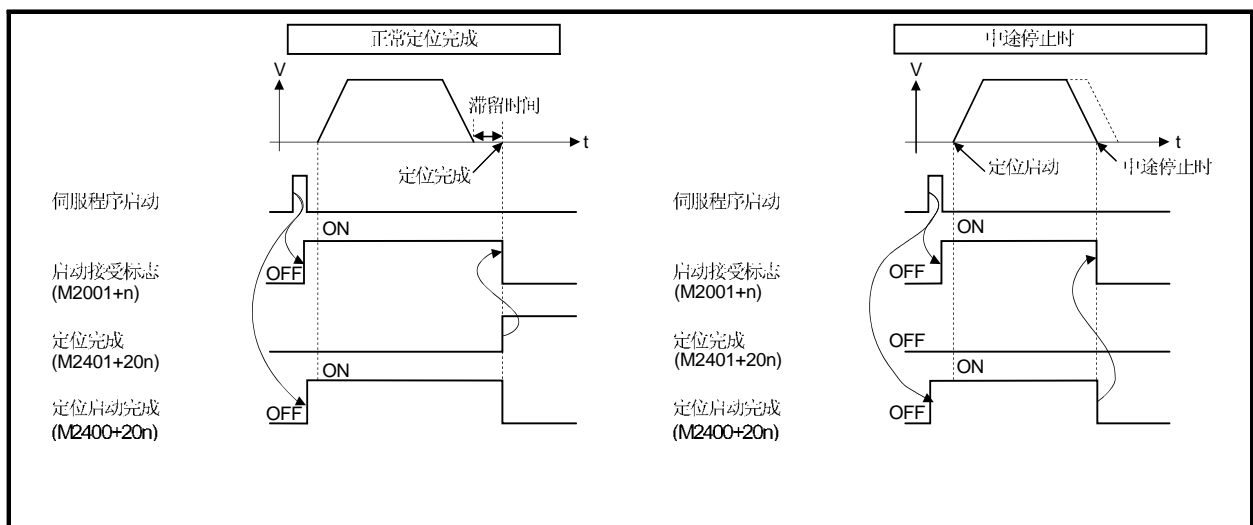 正常定位完成
V
滞留时间
t
定位完成
伺服程序启动
ON
启动接受标志
(M2001+n)
OFF
定位完成
(M2401+20n)
ON
定位启动完成
(M2400+20n)
OFF
中途停止时
V
t
定位启动
中途停止时
伺服程序启动
ON
启动接受标志
(M2001+n)
OFF
定位完成
(M2401+20n)
OFF
ON
定位启动完成
(M2400+20n)
OFF